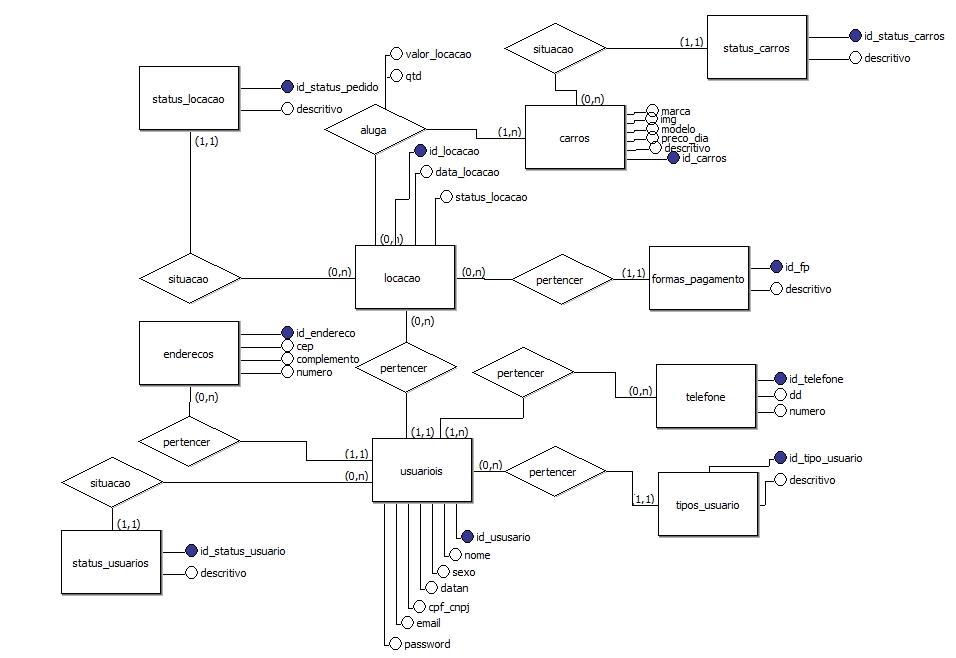 situacao
(1,1)
status_carros
id_status_carros
descritivo
valor_locacao
qtd
status_locacao
id_status_pedido
descritivo
(1,1)
aluga
(1,n)
(0,n)
carros
marca
img
modelo
preco_dia
descritivo
id_carros
id_locacao
data_locacao
status_locacao
(0,n)
situacao
(0,n)
locacao
(0,n)
pertencer
(1,1)
formas_pagamento
id_fp
descritivo
(0,n)
enderecos
id_endereco
cep
complemento
numero
(0,n)
pertencer
pertencer
(0,n)
telefone
id_telefone
dd
numero
pertencer
(1,1)
(1,1)
(1,n)
situacao
(0,n)
usuariois
(0,n)
pertencer
(1,1)
tipos_usuario
id_tipo_usuario
descritivo
(1,1)
status_usuarios
id_status_usuario
descritivo
id_ususario
nome
sexo
datan
cpf_cnpj
email
password